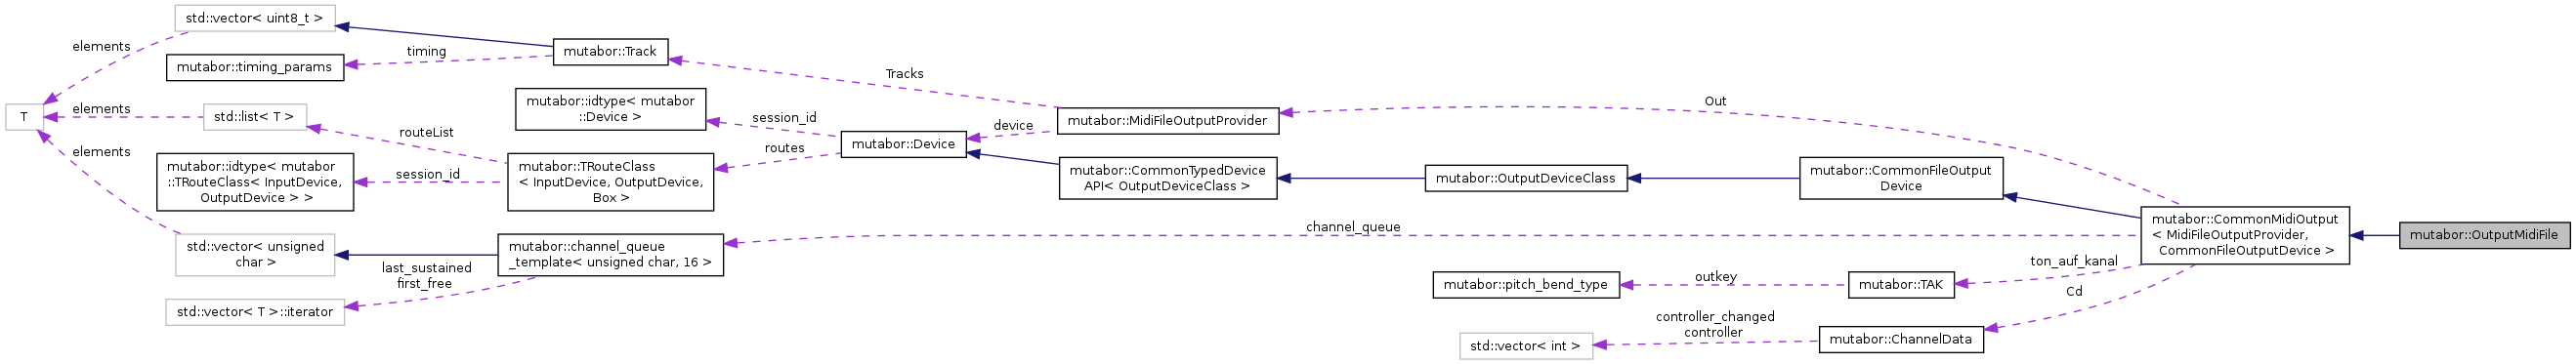 std::vector< uint8_t >
elements
mutabor::timing_params
timing
mutabor::Track
Tracks
T
elements
std::list< T >
routeList
mutabor::idtype< mutabor
::Device >
session_id
device
mutabor::MidiFileOutputProvider
Out
mutabor::Device
routes
elements
mutabor::idtype< mutabor
::TRouteClass< InputDevice,
OutputDevice > >
session_id
mutabor::TRouteClass
< InputDevice, OutputDevice,
Box >
mutabor::CommonTypedDevice
API< OutputDeviceClass >
mutabor::OutputDeviceClass
mutabor::CommonFileOutput
Device
std::vector< unsigned
char >
mutabor::channel_queue
_template< unsigned char, 16 >
channel_queue
mutabor::CommonMidiOutput
< MidiFileOutputProvider,
CommonFileOutputDevice >
mutabor::OutputMidiFile
last_sustained
first_free
std::vector< T >::iterator
mutabor::pitch_bend_type
outkey
mutabor::TAK
ton_auf_kanal
Cd
controller_changed
controller
std::vector< int >
mutabor::ChannelData